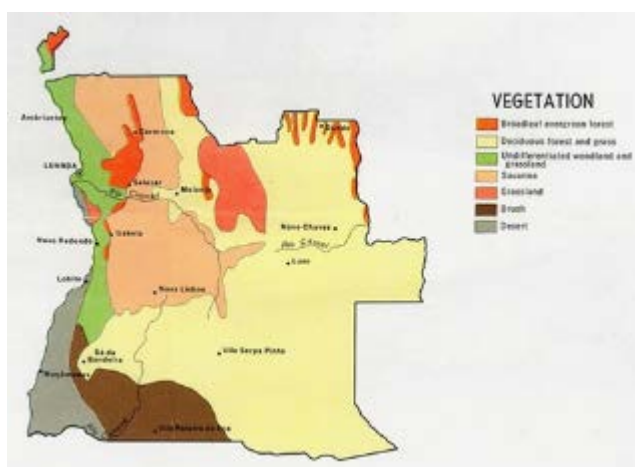 VEGETATION
Broadleaf evergreen forest
Deciduous forest and grass
Undifferentiated woodland and
grassland
Savanna
Grassland
Brush
Desert
Ambrizete
Carmona
Dundo
LUANDA
Salazar
Malanje
Gabela
Novo Redondo
Nova Chaves
Luso
Lobito
Nova Lisboa
Sá da
Bandeira
Vila Serpa Pinto
Moçâmedes
Vila Pereira de Eça